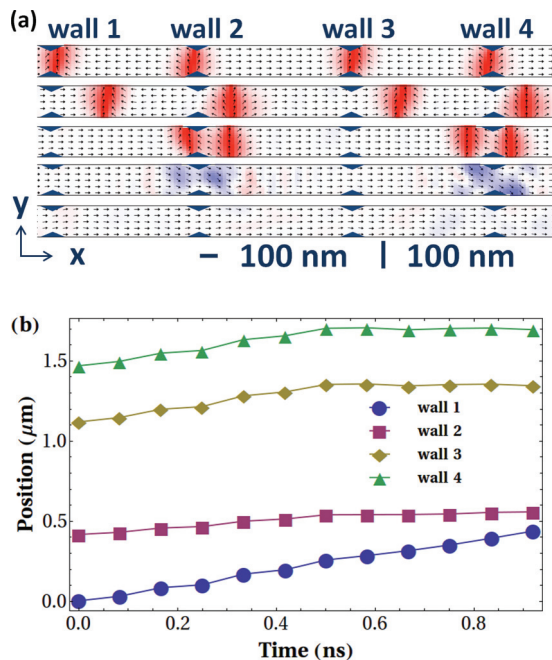 (a)
wall 1 wall 2 wall 3 wall 4
y
x
– 100 nm | 100 nm
(b)
Position (μm)
1.5
1.0
0.5
0.0
wall 1
wall 2
wall 3
wall 4
0.0 0.2 0.4 0.6 0.8
Time (ns)